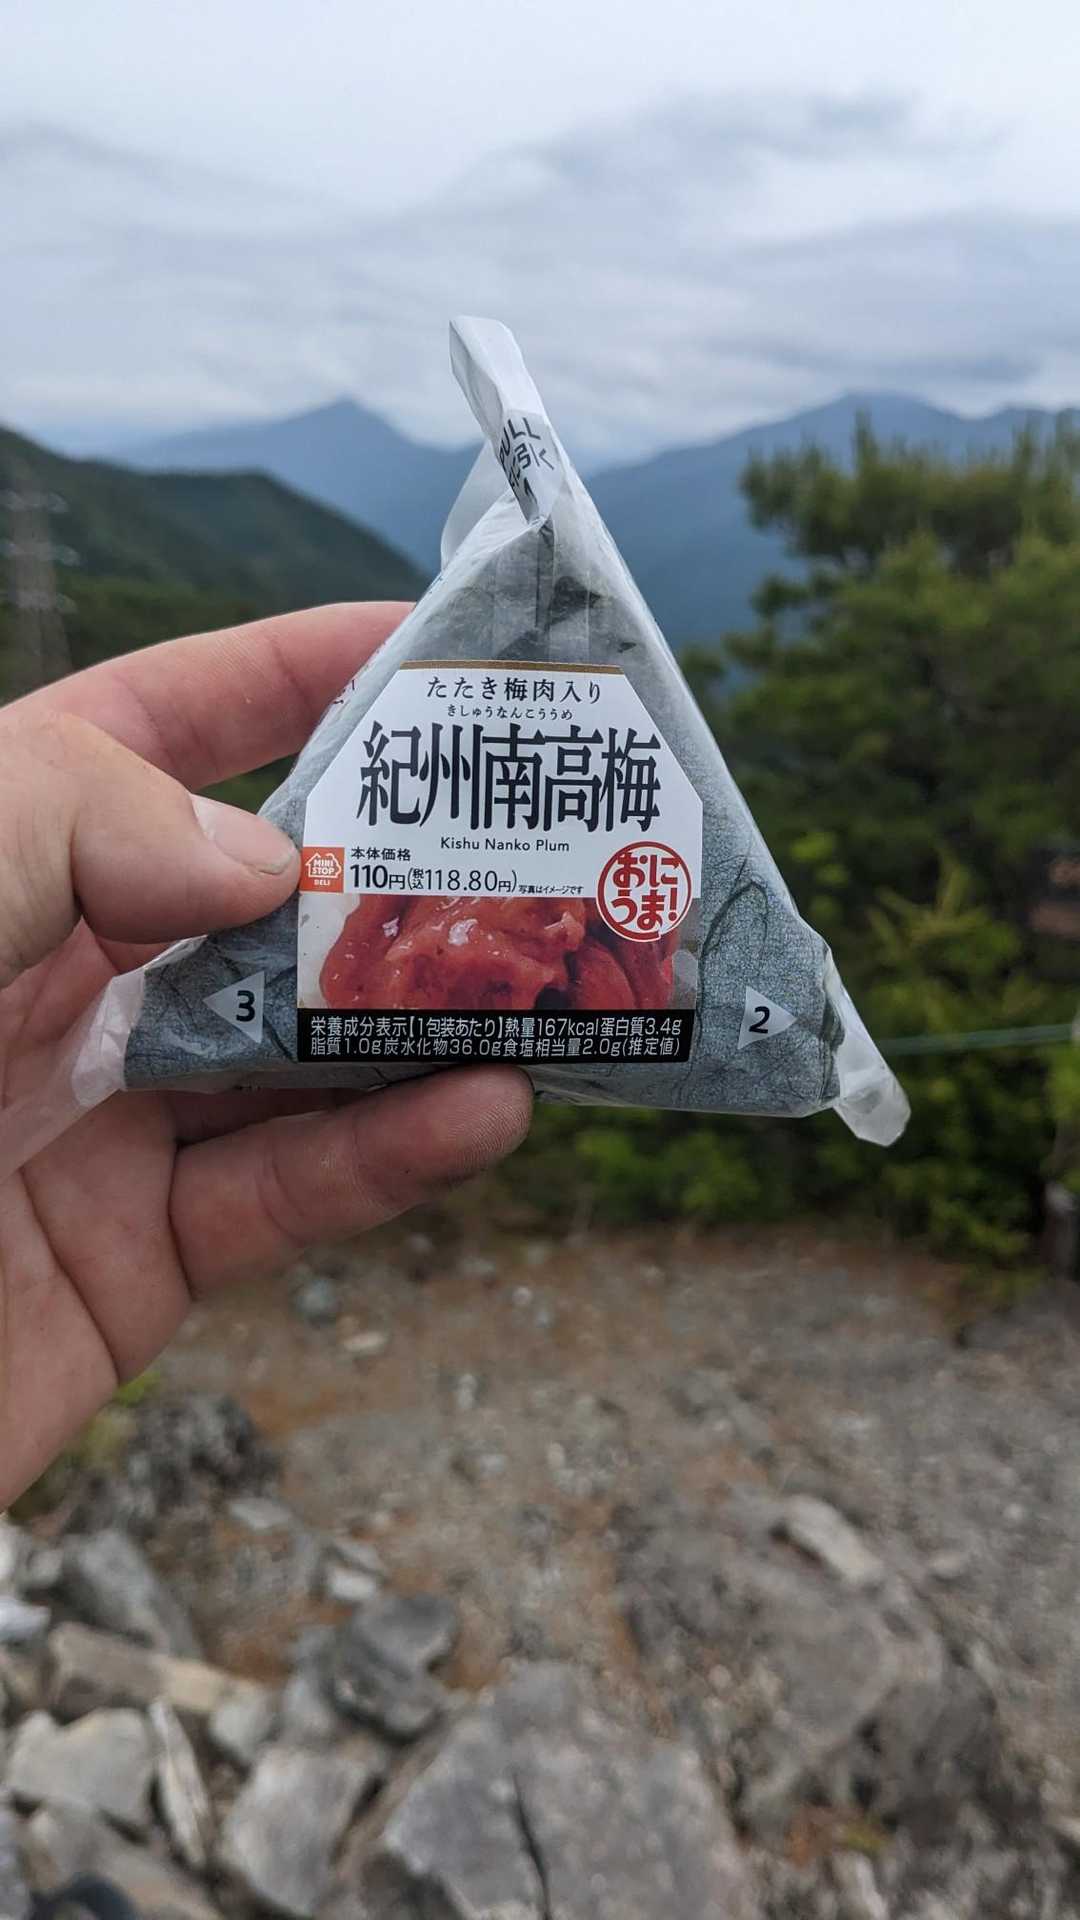 PULL
引く
たたき梅肉入り
きしゅうなんこううめ
紀州南高梅
Kishu Nanko Plum
MINI
STOP
DELI
本体価格
110円(税込118.80円)
写真はイメージです
おに
うま!
3
2
栄養成分表示【1包装あたり】熱量167kcal蛋白質3.4g
脂質1.0g炭水化物36.0g食塩相当量2.0g(推定値)